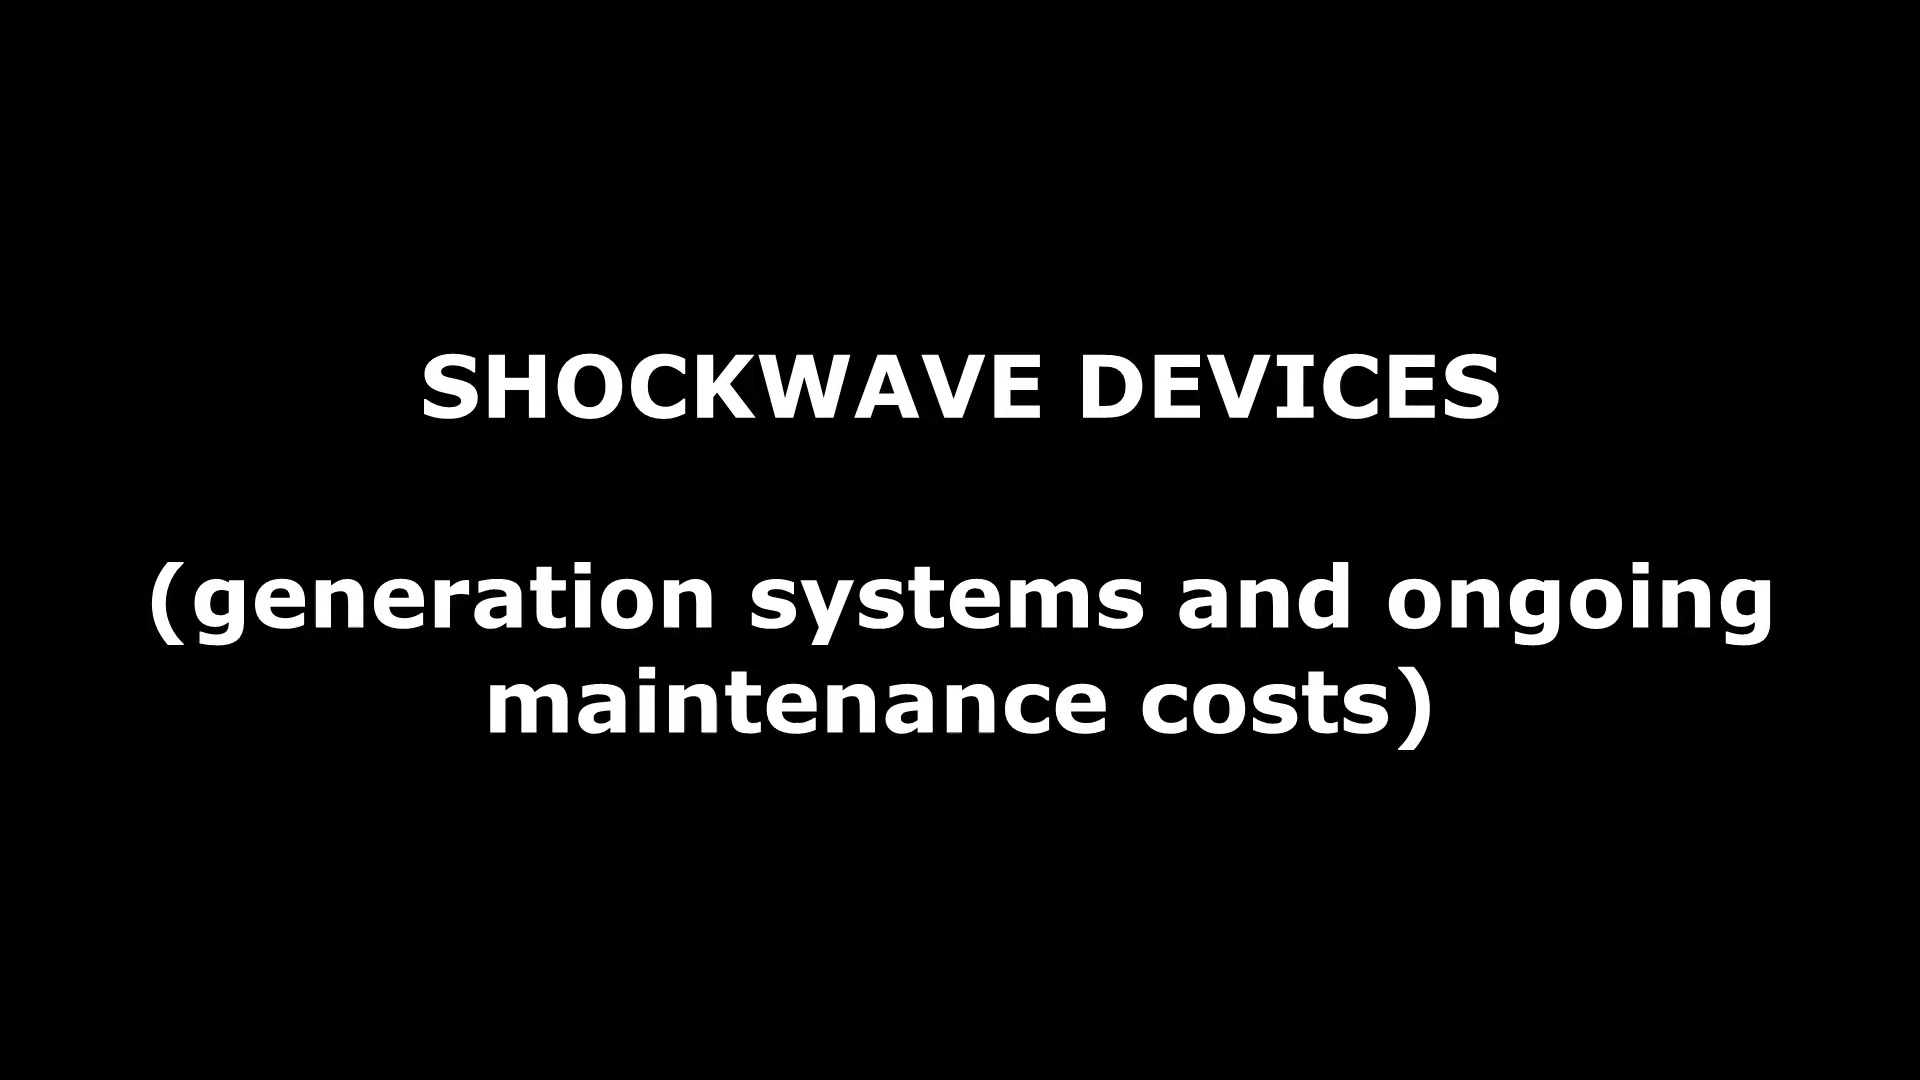 SHOCKWAVE DEVICES
(generation systems and ongoing
maintenance costs)